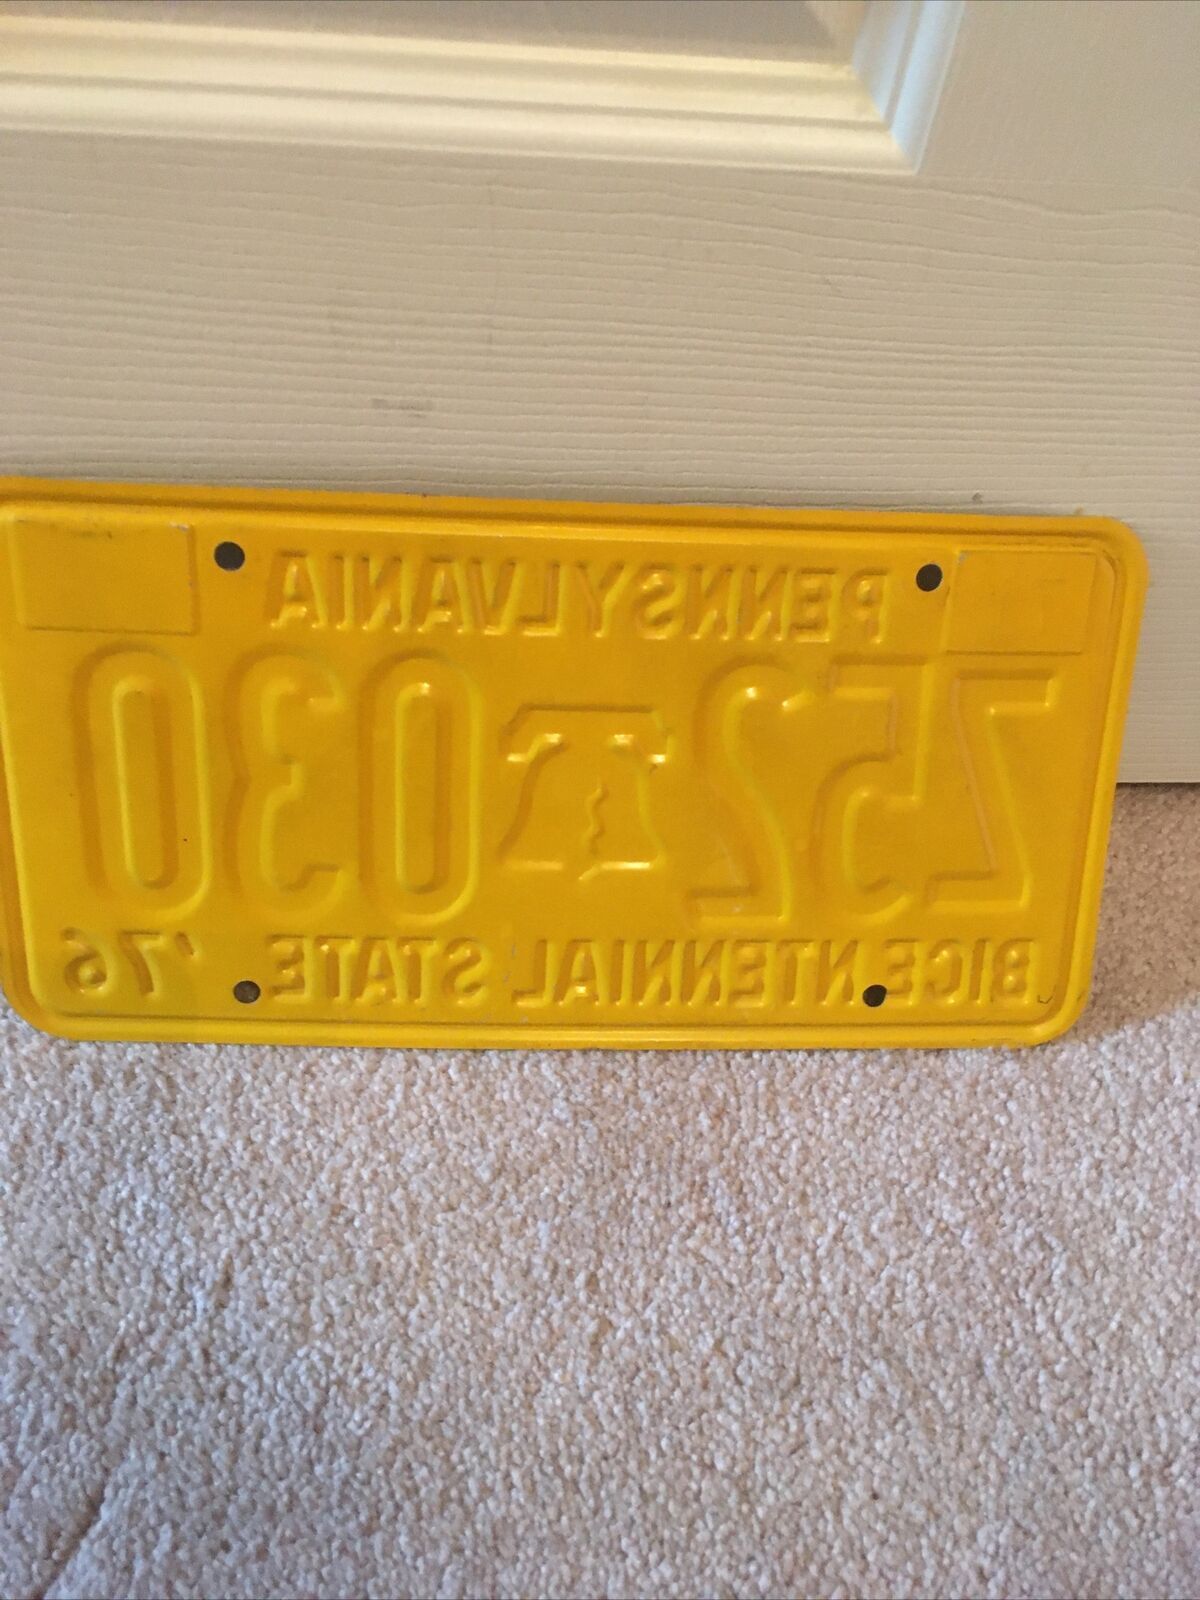 PENNSYLVANIA
Z52 030
BICENTENNIAL STATE '76